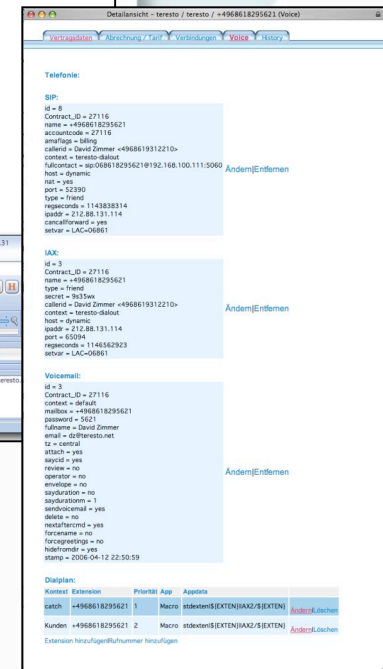 Detailansicht – teresto / teresto / +4968618295621 (Voice)
Vertragsdaten Abrechnung / Tarif Verbindungen Voice History
Telefonie:
SIP:
id = 8
Contract_ID = 27116
name = +4968618295621
accountcode = 27116
amaflags = billing
callerid = David Zimmer <4968619312210>
context = teresto-dialout
fullcontact = sip:068618295621@192.168.100.111:5060
host = dynamic
nat = yes
port = 52390
type = friend
regseconds = 1143838314
ipaddr = 212.88.131.114
cancallforward = yes
setvar = LAC=06861
Ändern|Entfernen
IAX:
id = 3
Contract_ID = 27116
name = +4968618295621
type = friend
secret = 9s35wx
callerid = David Zimmer <4968619312210>
context = teresto-dialout
host = dynamic
ipaddr = 212.88.131.114
port = 65094
regseconds = 1146562923
setvar = LAC=06861
Ändern|Entfernen
Voicemail:
id = 3
Contract_ID = 27116
context = default
mailbox = +4968618295621
password = 5621
fullname = David Zimmer
email = dz@teresto.net
tz = central
attach = yes
saycid = yes
review = no
operator = no
envelope = no
sayduration = no
saydurationm = 1
sendvoicemail = yes
delete = no
nextaftercmd = yes
forcename = no
forcegreetings = no
hidefromdir = yes
stamp = 2006-04-12 22:50:59
Ändern|Entfernen
Dialplan:
Kontext Extension Priorität App Appdata
catch +4968618295621 1 Macro stdexten|${EXTEN}|IAX2/${EXTEN} Ändern|Löschen
Kunden +4968618295621 2 Macro stdexten|${EXTEN}|IAX2/${EXTEN} Ändern|Löschen
Extension hinzufügen|Rufnummer hinzufügen
.31
H
teresto.